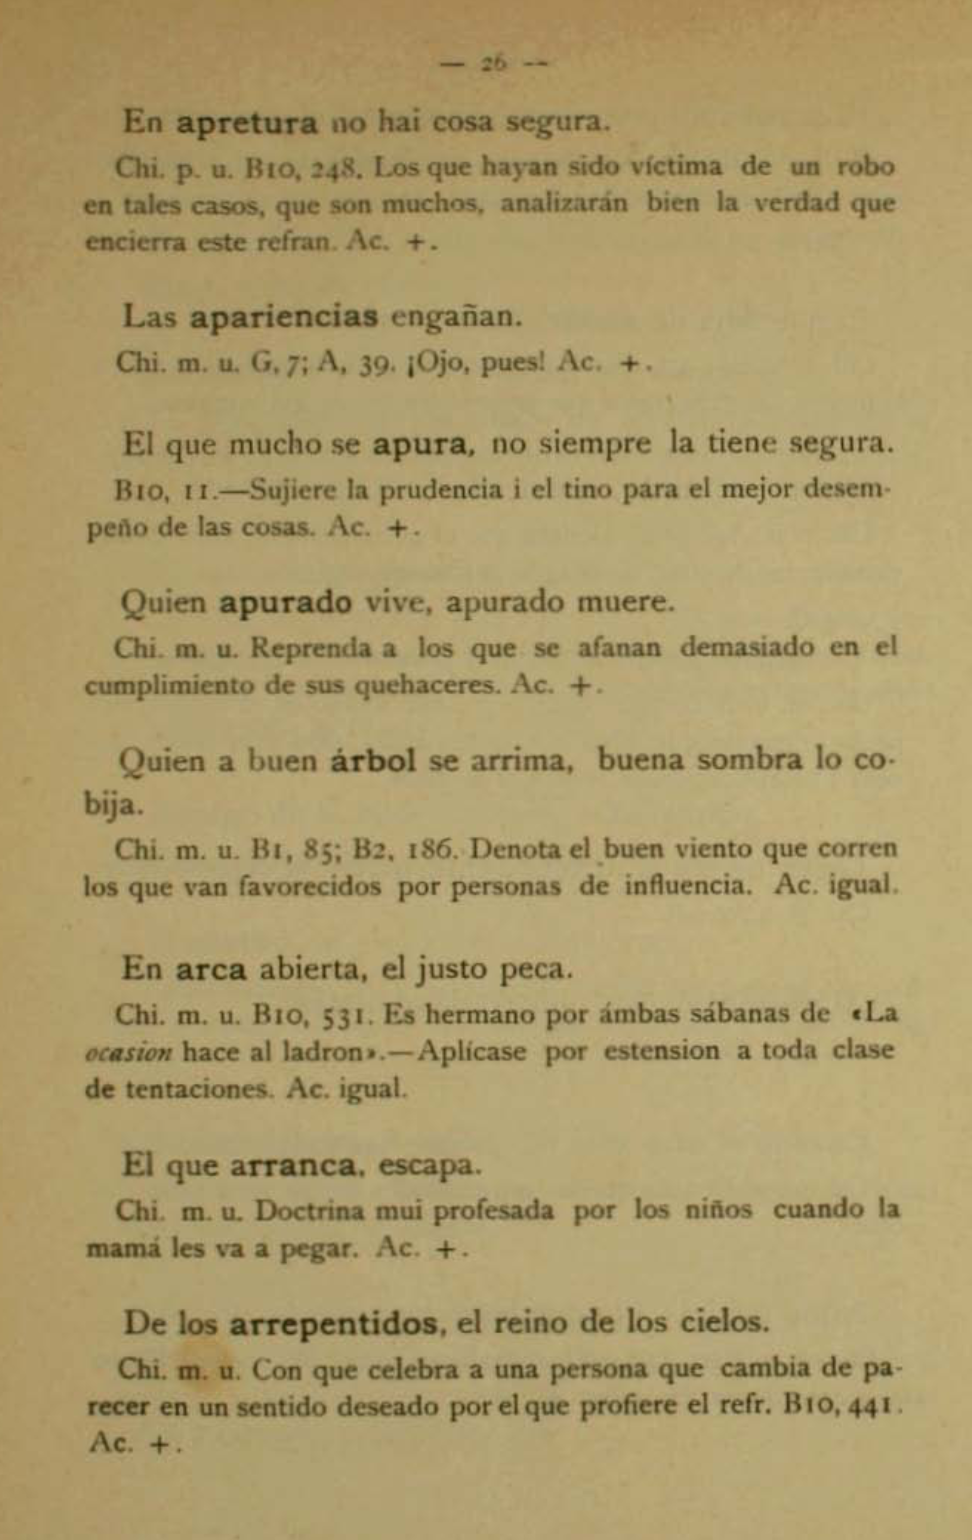 — 26 --
En apretura no hai cosa segura.
Chi. p. u. B10, 248. Los que hayan sido víctima de un robo
en tales casos, que son muchos, analizarán bien la verdad que
encierra este refran. Ac. +.
Las apariencias engañan.
Chi. m. u. G, 7; A, 39. ¡Ojo, pues! Ac. +.
El que mucho se apura, no siempre la tiene segura.
B10, 11.—Sujiere la prudencia i el tino para el mejor desem-
peño de las cosas. Ac. +.
Quien apurado vive, apurado muere.
Chi. m. u. Reprenda a los que se afanan demasiado en el
cumplimiento de sus quehaceres. Ac. +.
Quien a buen árbol se arrima, buena sombra lo co-
bija.
Chi. m. u. B1, 85; B2, 186. Denota el buen viento que corren
los que van favorecidos por personas de influencia. Ac. igual.
En arca abierta, el justo peca.
Chi. m. u. B10, 531. Es hermano por ámbas sábanas de «La
ocasion hace al ladron».—Aplícase por estension a toda clase
de tentaciones. Ac. igual.
El que arranca, escapa.
Chi. m. u. Doctrina mui profesada por los niños cuando la
mamá les va a pegar. Ac. +.
De los arrepentidos, el reino de los cielos.
Chi. m. u. Con que celebra a una persona que cambia de pa-
recer en un sentido deseado por el que profiere el refr. B10, 441.
Ac. +.